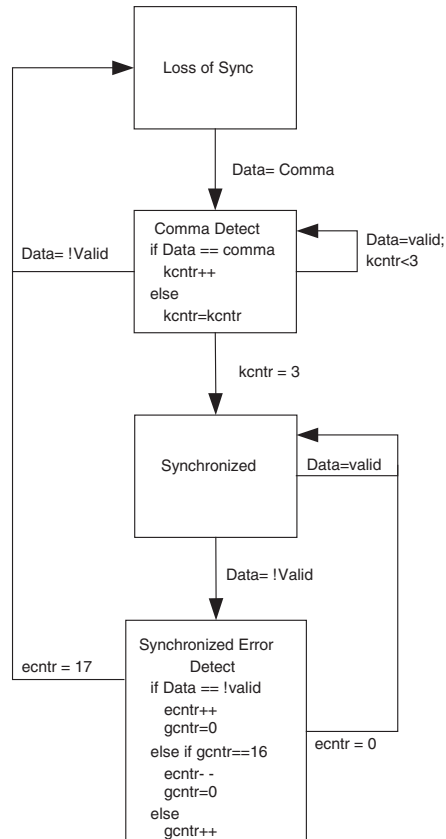 Loss of Sync
Data= Comma
Comma Detect
if Data == comma
kcntr++
else
kcntr=kcntr
Data=valid;
kcntr<3
Data= !Valid
kcntr = 3
Synchronized
Data=valid
Data= !Valid
Synchronized Error
Detect
if Data == !valid
ecntr++
gcntr=0
else if gcntr==16
ecntr- -
gcntr=0
else
gcntr++
ecntr = 17
ecntr = 0